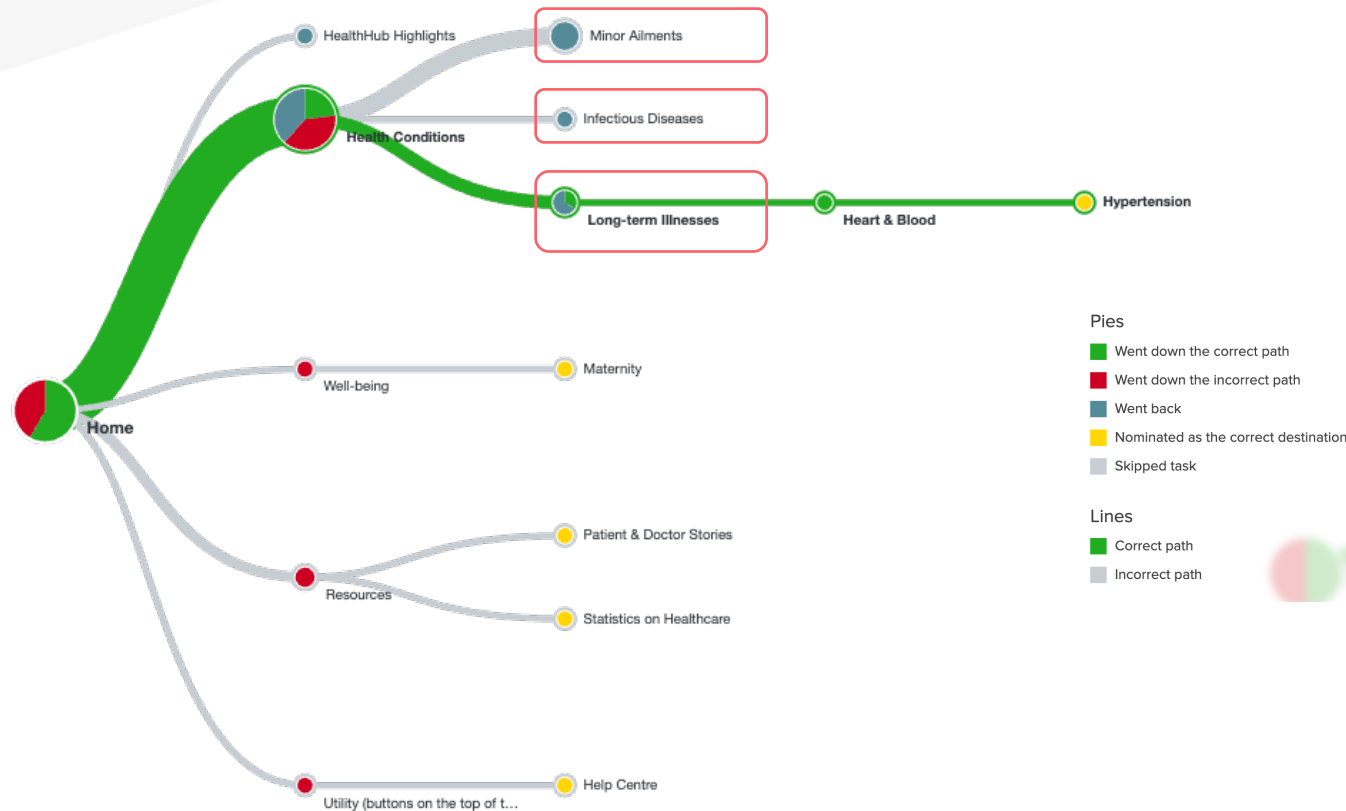 HealthHub Highlights
Minor Ailments
Health Conditions
Infectious Diseases
Long-term Illnesses
Heart & Blood
Hypertension
Home
Well-being
Maternity
Resources
Patient & Doctor Stories
Statistics on Healthcare
Utility (buttons on the top of t...
Help Centre
Pies
Went down the correct path
Went down the incorrect path
Went back
Nominated as the correct destination
Skipped task
Lines
Correct path
Incorrect path